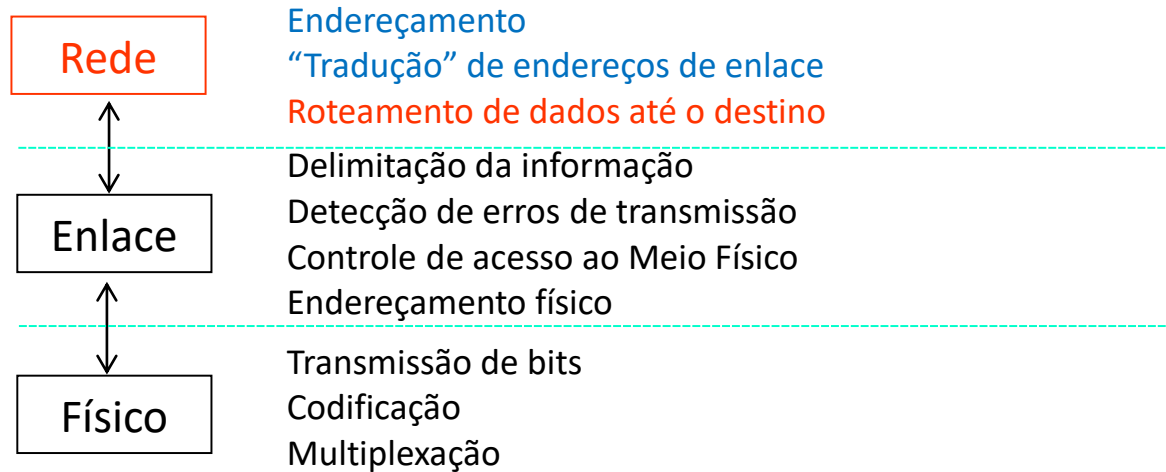 Rede
Endereçamento
“Tradução” de endereços de enlace
Roteamento de dados até o destino
Enlace
Delimitação da informação
Detecção de erros de transmissão
Controle de acesso ao Meio Físico
Endereçamento físico
Físico
Transmissão de bits
Codificação
Multiplexação